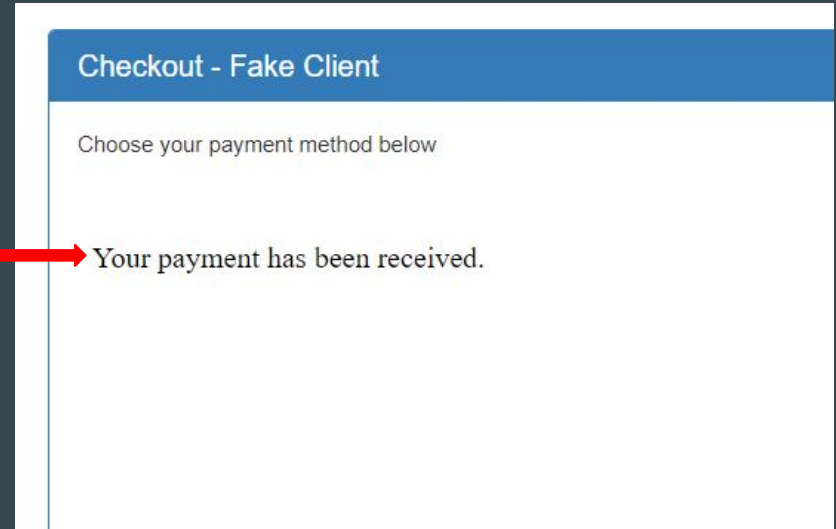 Checkout - Fake Client
Choose your payment method below
Your payment has been received.